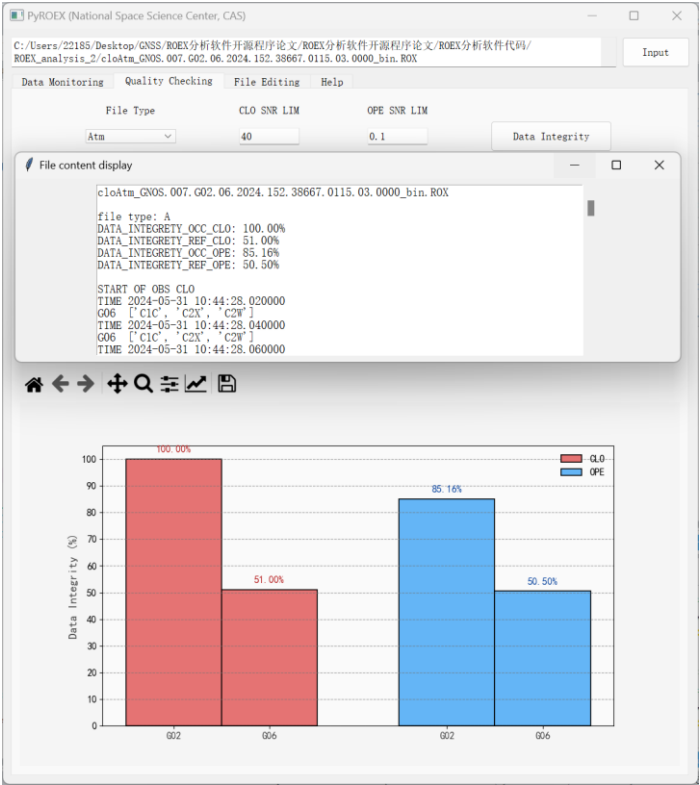 PyROEX (National Space Science Center, CAS)
C:/Users/22185/Desktop/GNSS/ROEX分析软件开源程序论文/ROEX分析软件开源程序论文/ROEX分析软件代码/
ROEX_analysis_2/cloAtm_GNOS.007.G02.06.2024.152.38667.0115.03.0000_bin.ROX
Input
Data Monitoring Quality Checking File Editing Help
File Type CLO SNR LIM OPE SNR LIM
Atm 40 0.1 Data Integrity
File content display
cloAtm_GNOS.007.G02.06.2024.152.38667.0115.03.0000_bin.ROX
file type: A
DATA_INTEGRETY_OCC_CLO: 100.00%
DATA_INTEGRETY_REF_CLO: 51.00%
DATA_INTEGRETY_OCC_OPE: 85.16%
DATA_INTEGRETY_REF_OPE: 50.50%
START OF OBS CLO
TIME 2024-05-31 10:44:28.020000
G06 ['C1C', 'C2X', 'C2W']
TIME 2024-05-31 10:44:28.040000
G06 ['C1C', 'C2X', 'C2W']
TIME 2024-05-31 10:44:28.060000
Data Integrity (%)
100
90
80
70
60
50
40
30
20
10
0
100.00%
51.00%
85.16%
50.50%
CLO
OPE
G02 G06 G02 G06